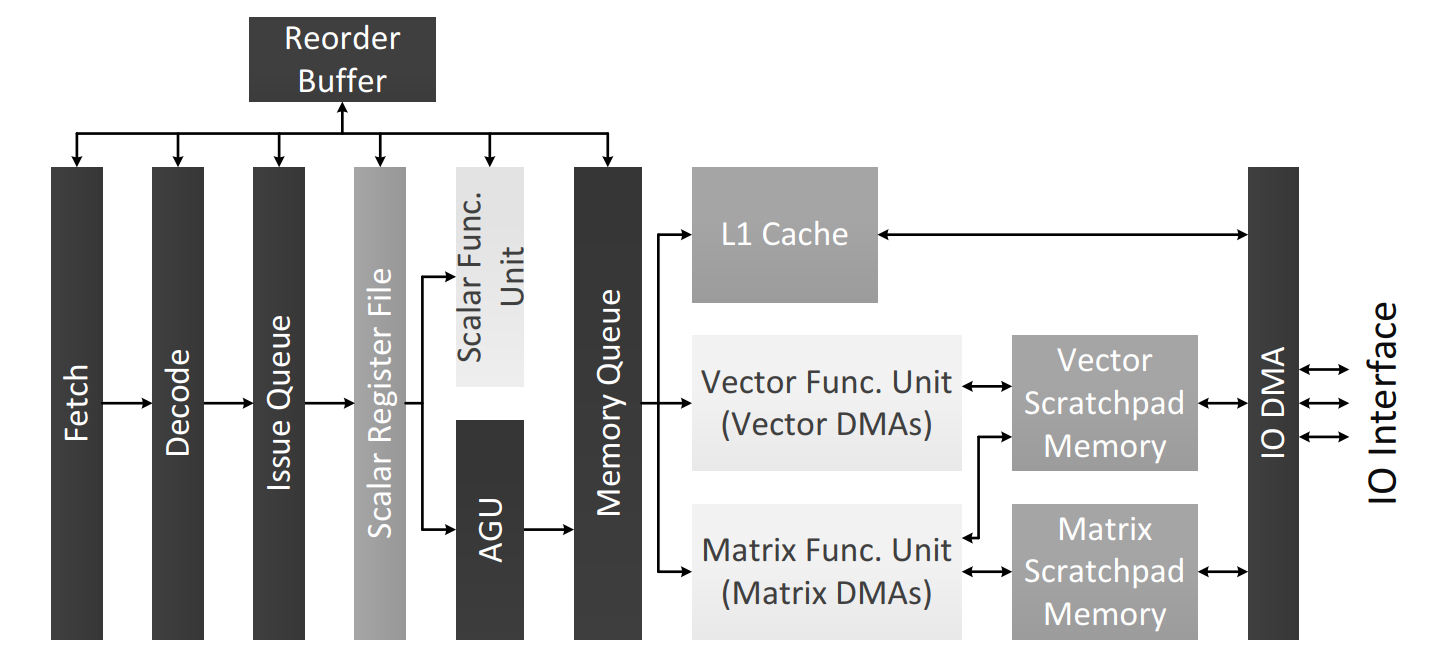 Reorder
Buffer
Fetch
Decode
Issue Queue
Scalar Register File
Scalar Func.
Unit
AGU
Memory Queue
L1 Cache
Vector Func. Unit
(Vector DMAs)
Matrix Func. Unit
(Matrix DMAs)
Vector
Scratchpad
Memory
Matrix
Scratchpad
Memory
IO DMA
IO Interface